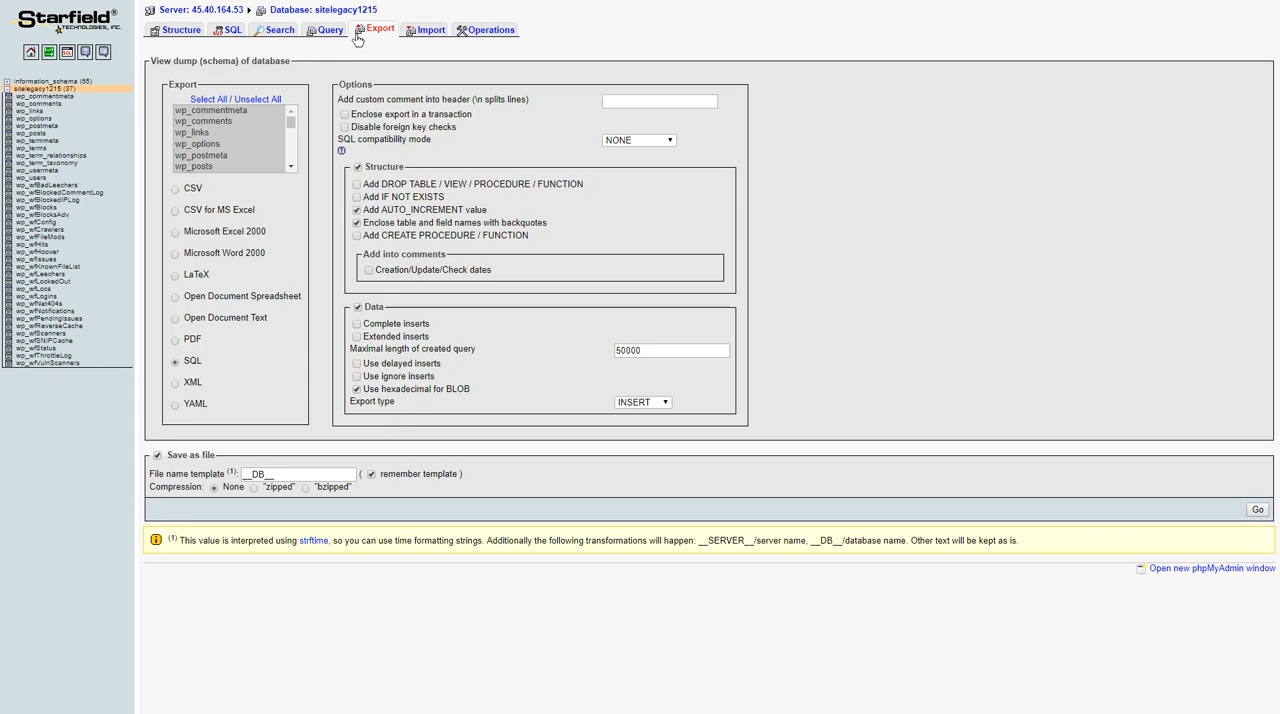 Starfield®
TECHNOLOGIES, INC.
information_schema (65)
sitelegacy1215 (37)
wp_commentmeta
wp_comments
wp_links
wp_options
wp_postmeta
wp_posts
wp_termmeta
wp_terms
wp_term_relationships
wp_term_taxonomy
wp_usermeta
wp_users
wp_wfBadLeechers
wp_wfBlockedCommentLog
wp_wfBlockedIPLog
wp_wfBlocks
wp_wfBlocksAdv
wp_wfConfig
wp_wfCrawlers
wp_wfFileMods
wp_wfHits
wp_wfHoover
wp_wfIssues
wp_wfKnownFileList
wp_wfLeechers
wp_wfLockedOut
wp_wfLocs
wp_wfLogins
wp_wfNet404s
wp_wfNotifications
wp_wfPendingIssues
wp_wfReverseCache
wp_wfScanners
wp_wfSNIPCache
wp_wfStatus
wp_wfThrottleLog
wp_wfVulnScanners
Server: 45.40.164.53 Database: sitelegacy1215
Structure SQL Search Query Export Import Operations
View dump (schema) of database
Export
Select All / Unselect All
wp_commentmeta
wp_comments
wp_links
wp_options
wp_postmeta
wp_posts
CSV
CSV for MS Excel
Microsoft Excel 2000
Microsoft Word 2000
LaTeX
Open Document Spreadsheet
Open Document Text
PDF
SQL
XML
YAML
Options
Add custom comment into header (\n splits lines)
Enclose export in a transaction
Disable foreign key checks
SQL compatibility mode NONE
Structure
Add DROP TABLE / VIEW / PROCEDURE / FUNCTION
Add IF NOT EXISTS
Add AUTO_INCREMENT value
Enclose table and field names with backquotes
Add CREATE PROCEDURE / FUNCTION
Add into comments
Creation/Update/Check dates
Data
Complete inserts
Extended inserts
Maximal length of created query 50000
Use delayed inserts
Use ignore inserts
Use hexadecimal for BLOB
Export type INSERT
Save as file
File name template (1): __DB__ ( remember template )
Compression: None "zipped" "bzipped"
Go
(1) This value is interpreted using strftime, so you can use time formatting strings. Additionally the following transformations will happen: __SERVER__/server name, __DB__/database name. Other text will be kept as is.
Open new phpMyAdmin window